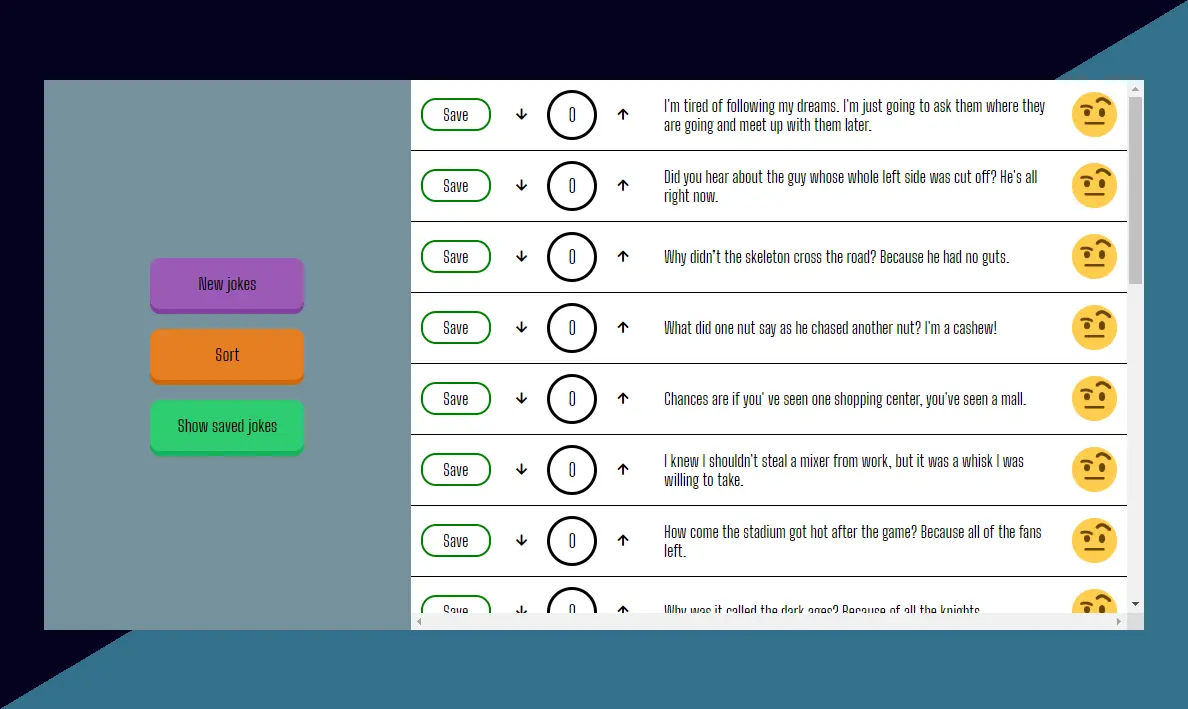 New jokes
Sort
Show saved jokes
Save
0
I'm tired of following my dreams. I'm just going to ask them where they
are going and meet up with them later.
Save
0
Did you hear about the guy whose whole left side was cut off? He's all
right now.
Save
0
Why didn’t the skeleton cross the road? Because he had no guts.
Save
0
What did one nut say as he chased another nut? I'm a cashew!
Save
0
Chances are if you' ve seen one shopping center, you've seen a mall.
Save
0
I knew I shouldn't steal a mixer from work, but it was a whisk I was
willing to take.
Save
0
How come the stadium got hot after the game? Because all of the fans
left.
Save
0
Why was it called the dark ages? Because of all the knights.